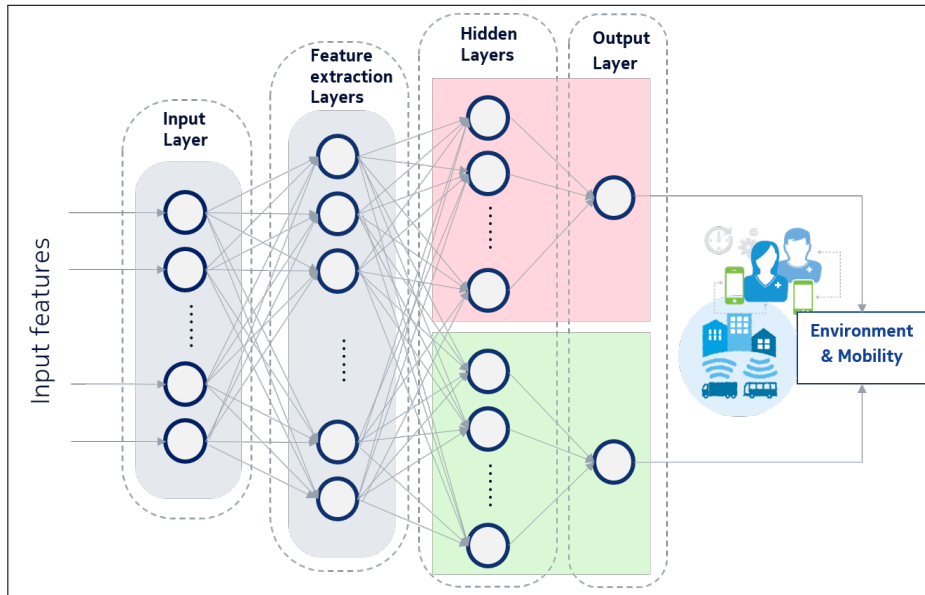 Input features
Input
Layer
Feature
extraction
Layers
Hidden
Layers
Output
Layer
Environment
& Mobility